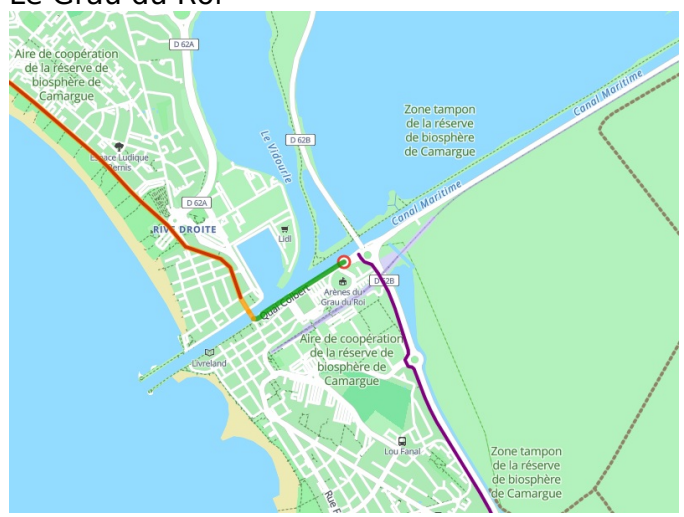 Le Grau du Roi
D 62A
Aire de coopération
de la réserve de
biosphère de
Camargue
Zone tampon
de la réserve
de biosphère
de Camargue
Canal Maritime
Le Vidourle
D 62B
Espace Ludique
Bernis
D 62A
RIVE DROITE
Canal Maritime
Lidl
Quai Colbert
Arènes du
Grau du Roi
D 62B
Aire de coopération
de la réserve de
biosphère de
Camargue
Livreland
Lou Fanal
Zone tampon
de la réserve
de biosphère
de Camargue